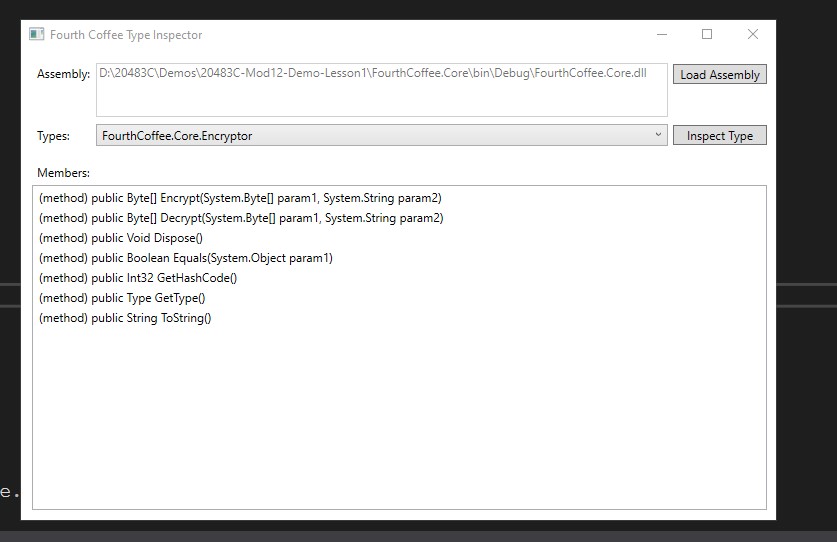 Fourth Coffee Type Inspector
Assembly: D:\20483C\Demos\20483C-Mod12-Demo-Lesson1\FourthCoffee.Core\bin\Debug\FourthCoffee.Core.dll Load Assembly
Types: FourthCoffee.Core.Encryptor Inspect Type
Members:
(method) public Byte[] Encrypt(System.Byte[] param1, System.String param2)
(method) public Byte[] Decrypt(System.Byte[] param1, System.String param2)
(method) public Void Dispose()
(method) public Boolean Equals(System.Object param1)
(method) public Int32 GetHashCode()
(method) public Type GetType()
(method) public String ToString()
e.